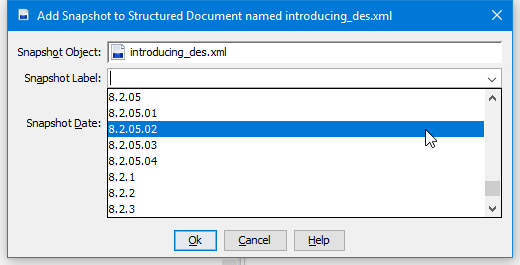 Add Snapshot to Structured Document named introducing_des.xml
Snapshot Object: introducing_des.xml
Snapshot Label:
8.2.05
8.2.05.01
8.2.05.02
Snapshot Date:
8.2.05.03
8.2.05.04
8.2.1
8.2.2
8.2.3
Ok Cancel Help